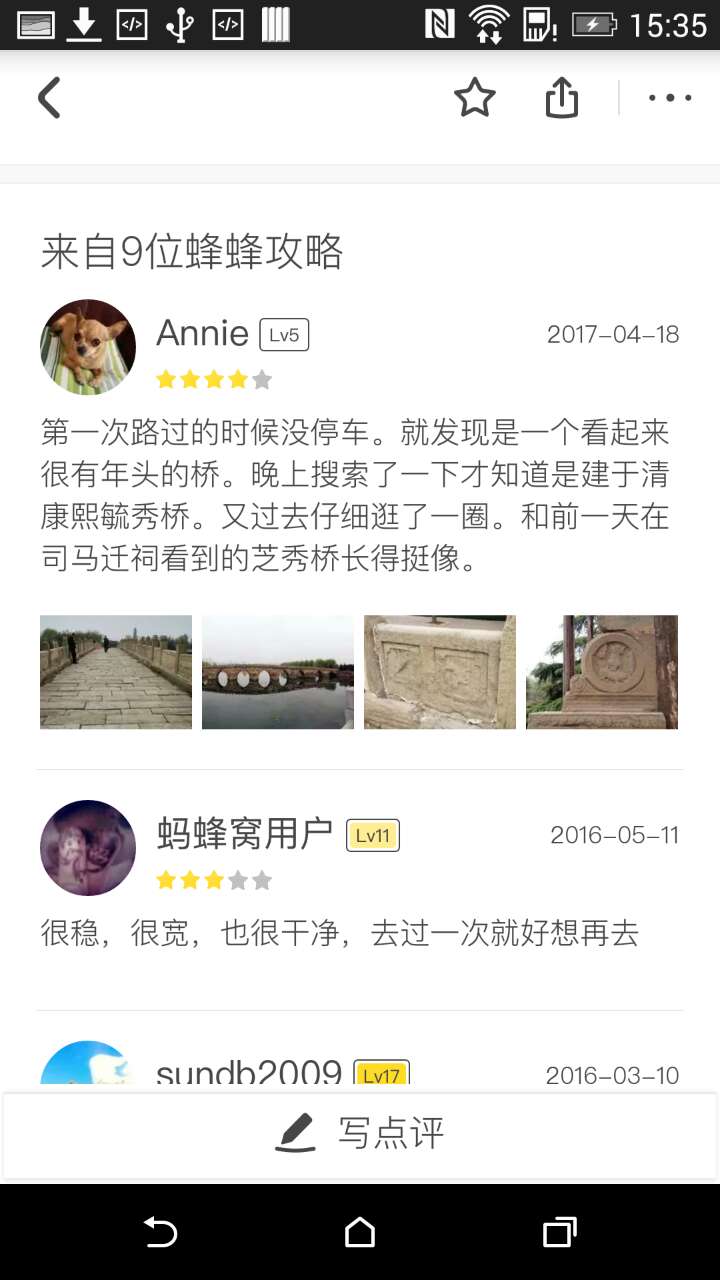 15:35
来自9位蜂蜂攻略
Annie Lv5 2017-04-18
第一次路过的时候没停车。就发现是一个看起来
很有年头的桥。晚上搜索了一下才知道是建于清
康熙毓秀桥。又过去仔细逛了一圈。和前一天在
司马迁祠看到的芝秀桥长得挺像。
蚂蜂窝用户 Lv11 2016-05-11
很稳，很宽，也很干净，去过一次就好想再去
sundb2009 Lv17 2016-03-10
写点评